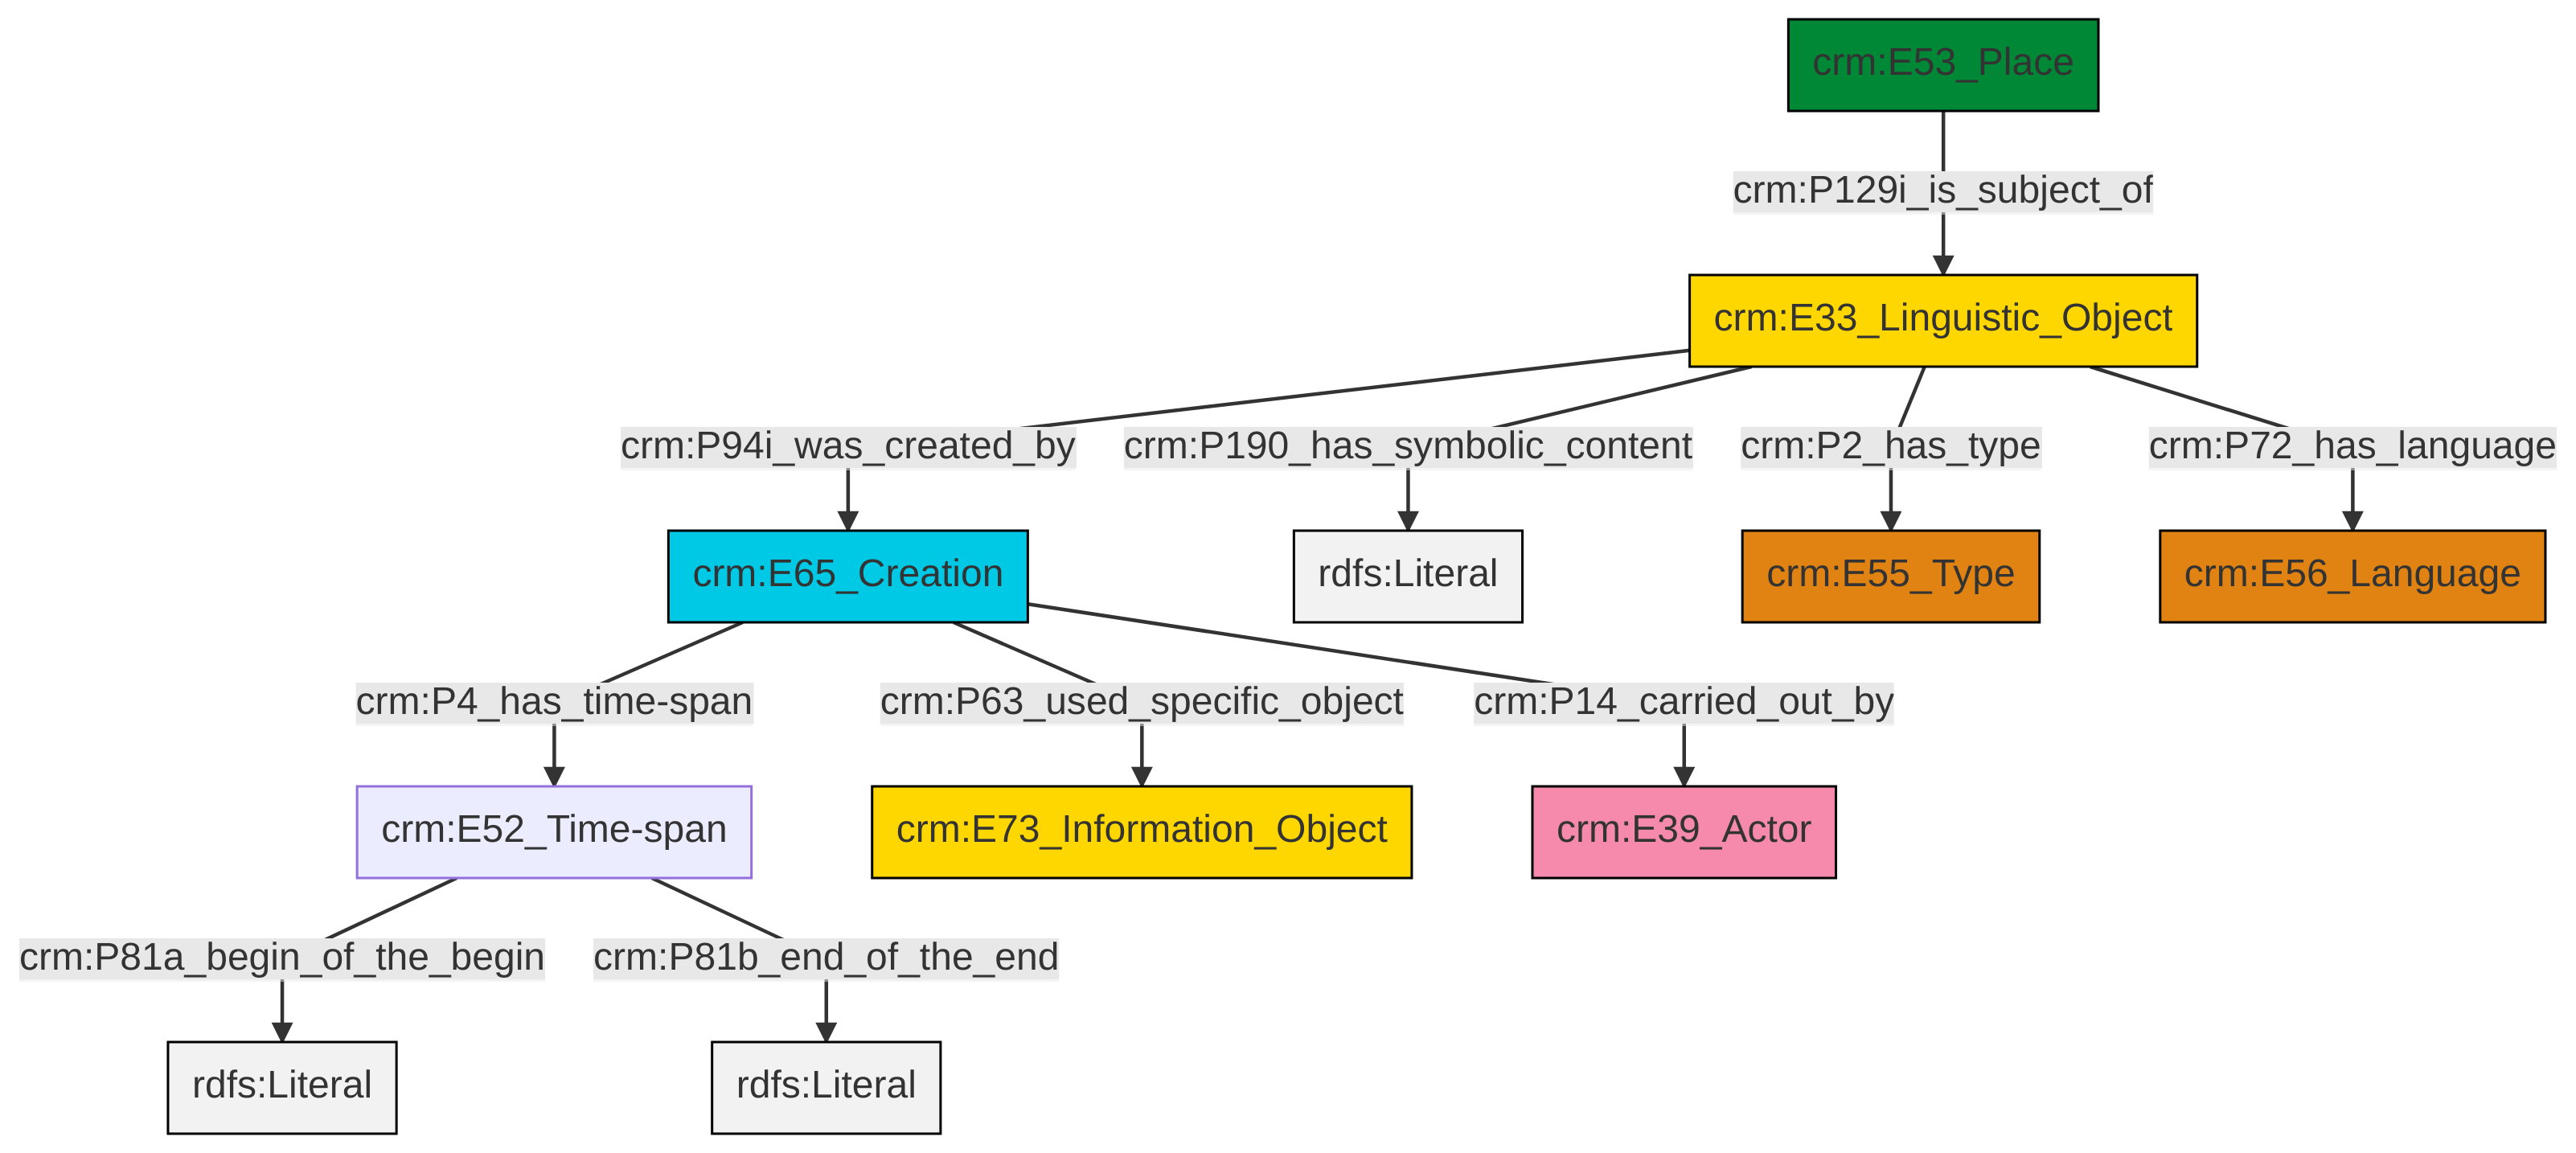 crm:E53_Place
crm:P129i_is_subject_of
crm:E33_Linguistic_Object
crm:P94i_was_created_by
crm:P190_has_symbolic_content
crm:P2_has_type
crm:P72_has_language
crm:E65_Creation
rdfs:Literal
crm:E55_Type
crm:E56_Language
crm:P4_has_time-span
crm:P63_used_specific_object
crm:P14_carried_out_by
crm:E52_Time-span
crm:E73_Information_Object
crm:E39_Actor
crm:P81a_begin_of_the_begin
crm:P81b_end_of_the_end
rdfs:Literal
rdfs:Literal